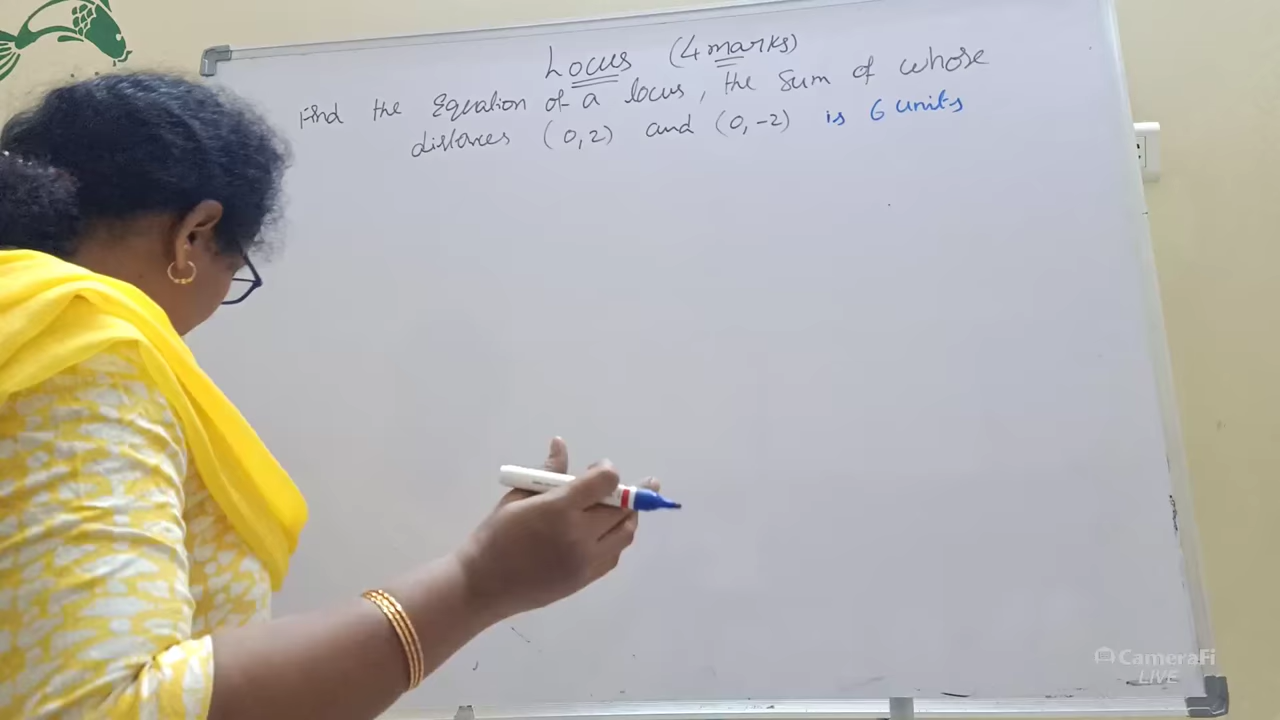 Locus (4 marks)
Find the Equation of a locus, the Sum of whose
distances (0,2) and (0,-2) is 6 units
CameraFi
LIVE